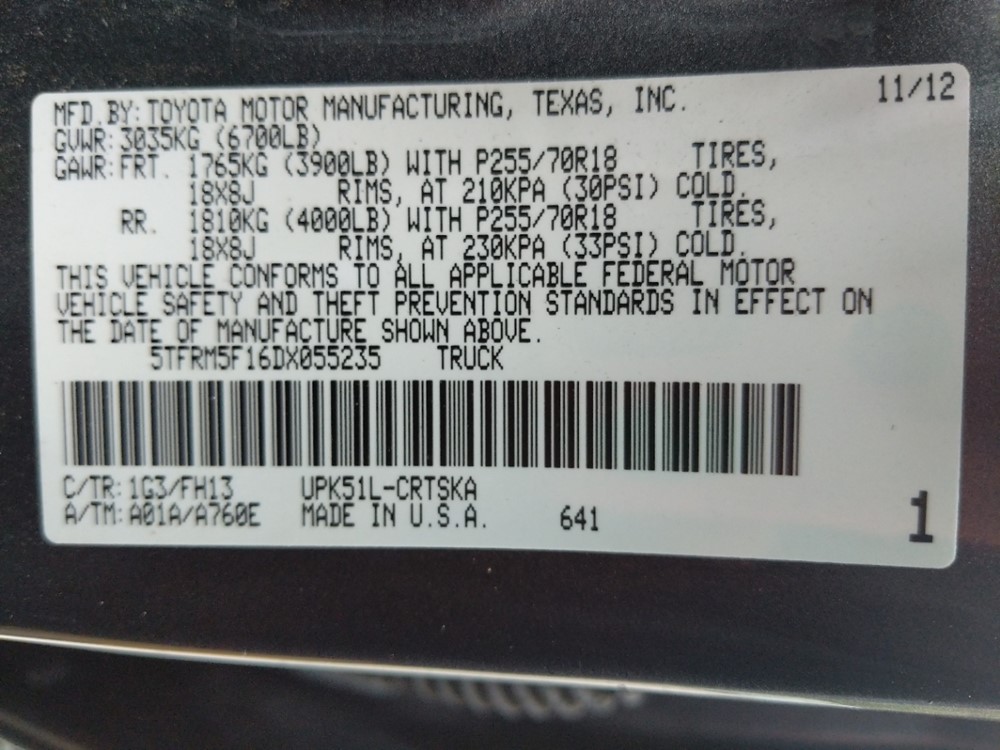 11/12
MFD.BY: TOYOTA MOTOR MANUFACTURING, TEXAS, INC.
GVWR: 3035KG (6700LB)
GAWR: FRT. 1765KG (3900LB) WITH P255/70R18 TIRES,
18X8J RIMS, AT 210KPA (30PSI) COLD.
RR. 1810KG (4000LB) WITH P255/70R18 TIRES,
18X8J RIMS, AT 230KPA (33PSI) COLD.
THIS VEHICLE CONFORMS TO ALL APPLICABLE FEDERAL MOTOR
VEHICLE SAFETY AND THEFT PREVENTION STANDARDS IN EFFECT ON
THE DATE OF MANUFACTURE SHOWN ABOVE.
5TFRM5F16DX055235 TRUCK
C/TR: 1G3/FH13 UPK51L-CRTSKA
A/TM: A01A/A760E MADE IN U.S.A. 641
1